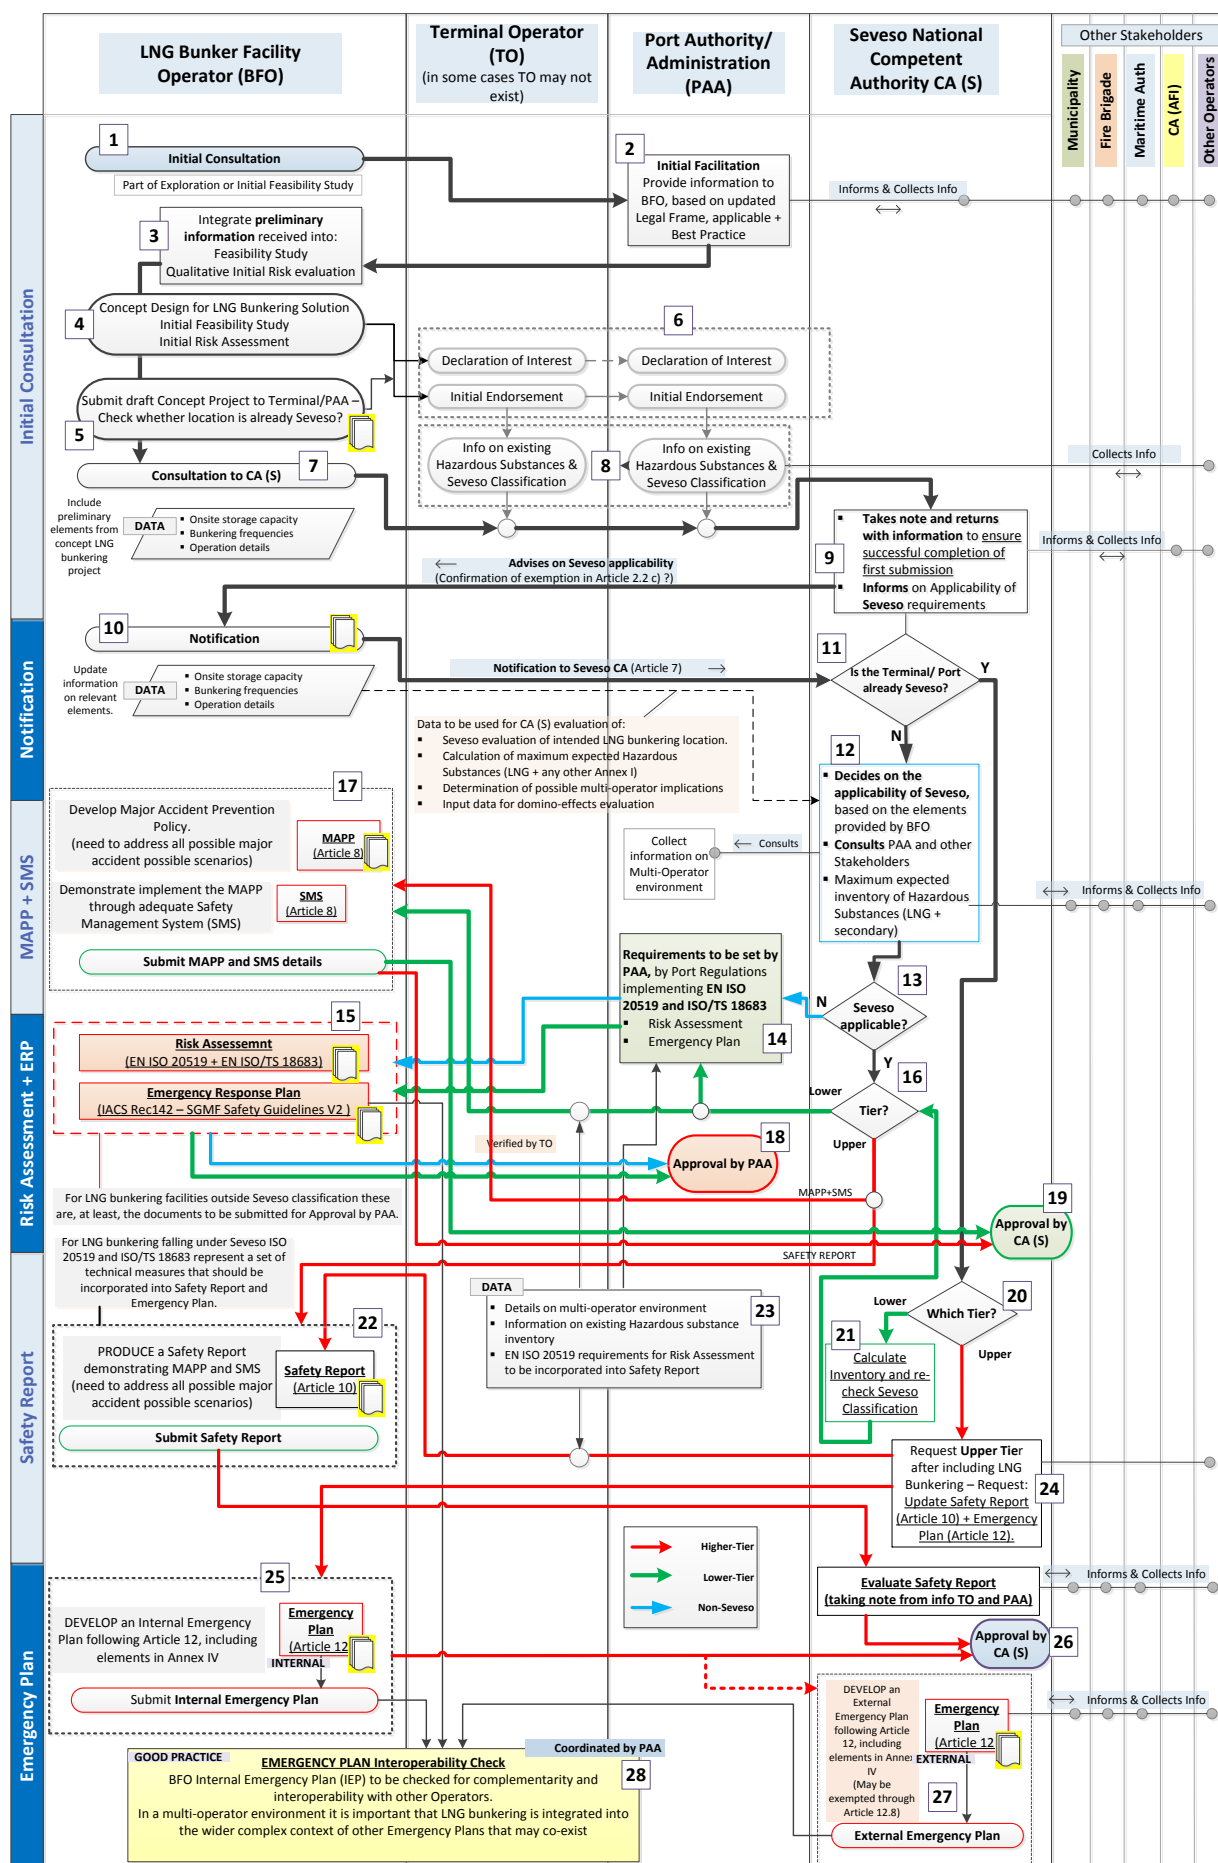 LNG Bunker Facility
Operator (BFO)
Terminal Operator
(TO)
(in some cases TO may not
exist)
Port Authority/
Administration
(PAA)
Seveso National
Competent
Authority CA (S)
Other Stakeholders
Municipality
Fire Brigade
Maritime Auth
CA (AFI)
Other Operators
Initial Consultation
1
Initial Consultation
Part of Exploration or Initial Feasibility Study
2
Initial Facilitation
Provide information to
BFO, based on updated
Legal Frame, applicable +
Best Practice
Informs & Collects Info
3
Integrate preliminary
information received into:
Feasibility Study
Qualitative Initial Risk evaluation
4
Concept Design for LNG Bunkering Solution
Initial Feasibility Study
Initial Risk Assessment
6
Declaration of Interest
Declaration of Interest
Initial Endorsement
Initial Endorsement
5
Submit draft Concept Project to Terminal/PAA –
Check whether location is already Seveso?
7
Consultation to CA (S)
Info on existing
Hazardous Substances &
Seveso Classification
8
Info on existing
Hazardous Substances &
Seveso Classification
Collects Info
Include
preliminary
elements from
concept LNG
bunkering
project
DATA
▪ Onsite storage capacity
▪ Bunkering frequencies
▪ Operation details
9
▪ Takes note and returns
with information to ensure
successful completion of
first submission
▪ Informs on Applicability of
Seveso requirements
Informs & Collects Info
Advises on Seveso applicability
(Confirmation of exemption in Article 2.2 c) ?)
Notification
10
Notification
Notification to Seveso CA (Article 7)
11
Is the Terminal/ Port
already Seveso?
Y
N
Update
information
on relevant
elements.
DATA
▪ Onsite storage capacity
▪ Bunkering frequencies
▪ Operation details
Data to be used for CA (S) evaluation of:
▪ Seveso evaluation of intended LNG bunkering location.
▪ Calculation of maximum expected Hazardous
Substances (LNG + any other Annex I)
▪ Determination of possible multi-operator implications
▪ Input data for domino-effects evaluation
12
▪ Decides on the
applicability of Seveso,
based on the elements
provided by BFO
▪ Consults PAA and other
Stakeholders
▪ Maximum expected
inventory of Hazardous
Substances (LNG +
secondary)
Consults
Collect
information on
Multi-Operator
environment
Informs & Collects Info
MAPP + SMS
17
Develop Major Accident Prevention
Policy.
(need to address all possible major
accident possible scenarios)
MAPP
(Article 8)
Demonstrate implement the MAPP
through adequate Safety
Management System (SMS)
SMS
(Article 8)
Submit MAPP and SMS details
Requirements to be set by
PAA, by Port Regulations
implementing EN ISO
20519 and ISO/TS 18683
▪ Risk Assessment
▪ Emergency Plan
14
13
Seveso
applicable?
N
Y
Risk Assessment + ERP
15
Risk Assessemnt
(EN ISO 20519 + EN ISO/TS 18683)
Emergency Response Plan
(IACS Rec142 – SGMF Safety Guidelines V2 )
16
Lower
Tier?
Upper
Verified by TO
18
Approval by PAA
MAPP+SMS
For LNG bunkering facilities outside Seveso classification these
are, at least, the documents to be submitted for Approval by PAA.
19
Approval by
CA (S)
For LNG bunkering falling under Seveso ISO
20519 and ISO/TS 18683 represent a set of
technical measures that should be
incorporated into Safety Report and
Emergency Plan.
SAFETY REPORT
Safety Report
DATA
▪ Details on multi-operator environment
▪ Information on existing Hazardous substance
inventory
▪ EN ISO 20519 requirements for Risk Assessment
to be incorporated into Safety Report
23
20
Lower
Which Tier?
Upper
21
Calculate
Inventory and re-
check Seveso
Classification
22
PRODUCE a Safety Report
demonstrating MAPP and SMS
(need to address all possible major
accident possible scenarios)
Safety Report
(Article 10)
Submit Safety Report
Request Upper Tier
after including LNG
Bunkering – Request:
Update Safety Report
(Article 10) + Emergency
Plan (Article 12).
24
Higher-Tier
Lower-Tier
Non-Seveso
Emergency Plan
25
DEVELOP an Internal Emergency
Plan following Article 12, including
elements in Annex IV
Emergency
Plan
(Article 12
INTERNAL
Submit Internal Emergency Plan
Evaluate Safety Report
(taking note from info TO and PAA)
Informs & Collects Info
Approval by
CA (S)
26
DEVELOP an
External
Emergency Plan
following Article
12, including
elements in Annex
IV
(May be
exempted through
Article 12.8)
Emergency
Plan
(Article 12
EXTERNAL
27
External Emergency Plan
Informs & Collects Info
GOOD PRACTICE
Coordinated by PAA
EMERGENCY PLAN Interoperability Check
28
BFO Internal Emergency Plan (IEP) to be checked for complementarity and
interoperability with other Operators.
In a multi-operator environment it is important that LNG bunkering is integrated into
the wider complex context of other Emergency Plans that may co-exist